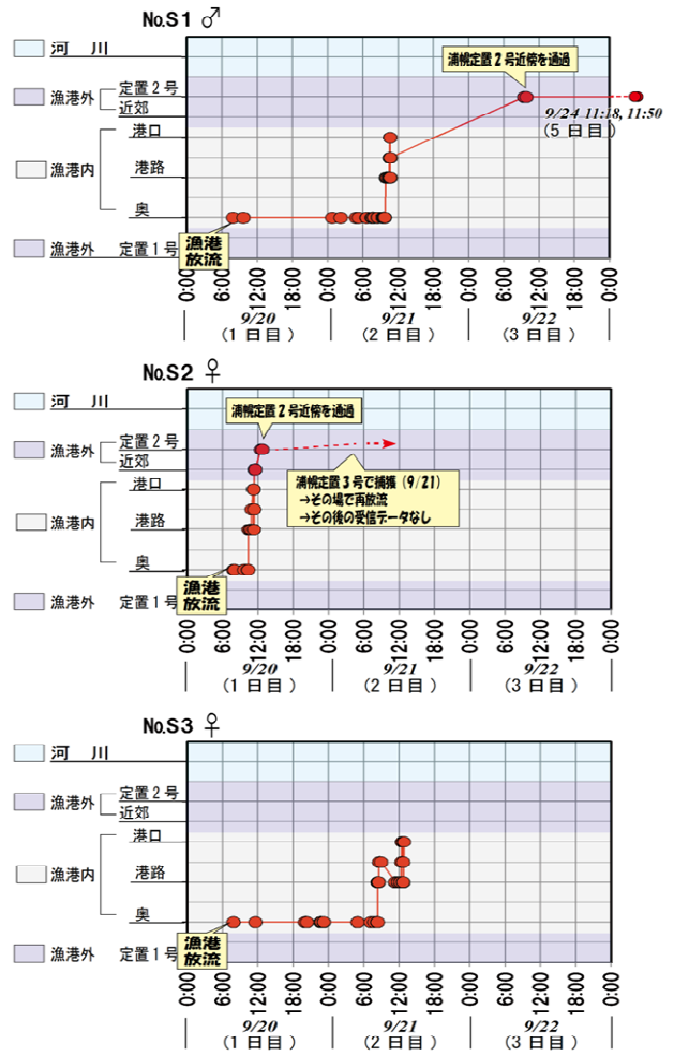 No.S1 ♂
河 川
漁港外
定置2号
近郊
漁港内
港口
港路
奥
漁港外 定置1号
浦幌定置2号近傍を通過
9/24 11:18, 11:50
(5日目)
漁港
放流
0:00 6:00 12:00 18:00 0:00 6:00 12:00 18:00 0:00 6:00 12:00 18:00 0:00
9/20 9/21 9/22
(1日目) (2日目) (3日目)
No.S2 ♀
河 川
漁港外
定置2号
近郊
漁港内
港口
港路
奥
漁港外 定置1号
浦幌定置2号近傍を通過
浦幌定置3号で捕獲(9/21)
→その場で再放流
→その後の受信データなし
漁港
放流
0:00 6:00 12:00 18:00 0:00 6:00 12:00 18:00 0:00 6:00 12:00 18:00 0:00
9/20 9/21 9/22
(1日目) (2日目) (3日目)
No.S3 ♀
河 川
漁港外
定置2号
近郊
漁港内
港口
港路
奥
漁港外 定置1号
漁港
放流
0:00 6:00 12:00 18:00 0:00 6:00 12:00 18:00 0:00 6:00 12:00 18:00 0:00
9/20 9/21 9/22
(1日目) (2日目) (3日目)